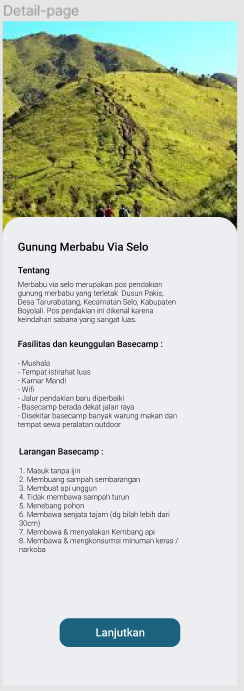 Detail-page
Gunung Merbabu Via Selo
Tentang
Merbabu via selo merupakan pos pendakian
gunung merbabu yang terletak  Dusun Pakis,
Desa Tarurabatang, Kecamatan Selo, Kabupaten
Boyolali. Pos pendakian ini dikenal karena
keindahan sabana yang sangat luas.
Fasilitas dan keunggulan Basecamp :
- Mushala
- Tempat istirahat luas
- Kamar Mandi
- Wifi
- Jalur pendakian baru diperbaiki
- Basecamp berada dekat jalan raya
- Disekitar basecamp banyak warung makan dan
tempat sewa peralatan outdoor
Larangan Basecamp :
1. Masuk tanpa ijin
2. Membuang sampah sembarangan
3. Membuat api unggun
4. Tidak membawa sampah turun
5. Menebang pohon
6. Membawa senjata tajam (dg bilah lebih dari
30cm)
7. Membawa & menyalakan Kembang api
8. Membawa & mengkonsumsi minuman keras /
narkoba
Lanjutkan